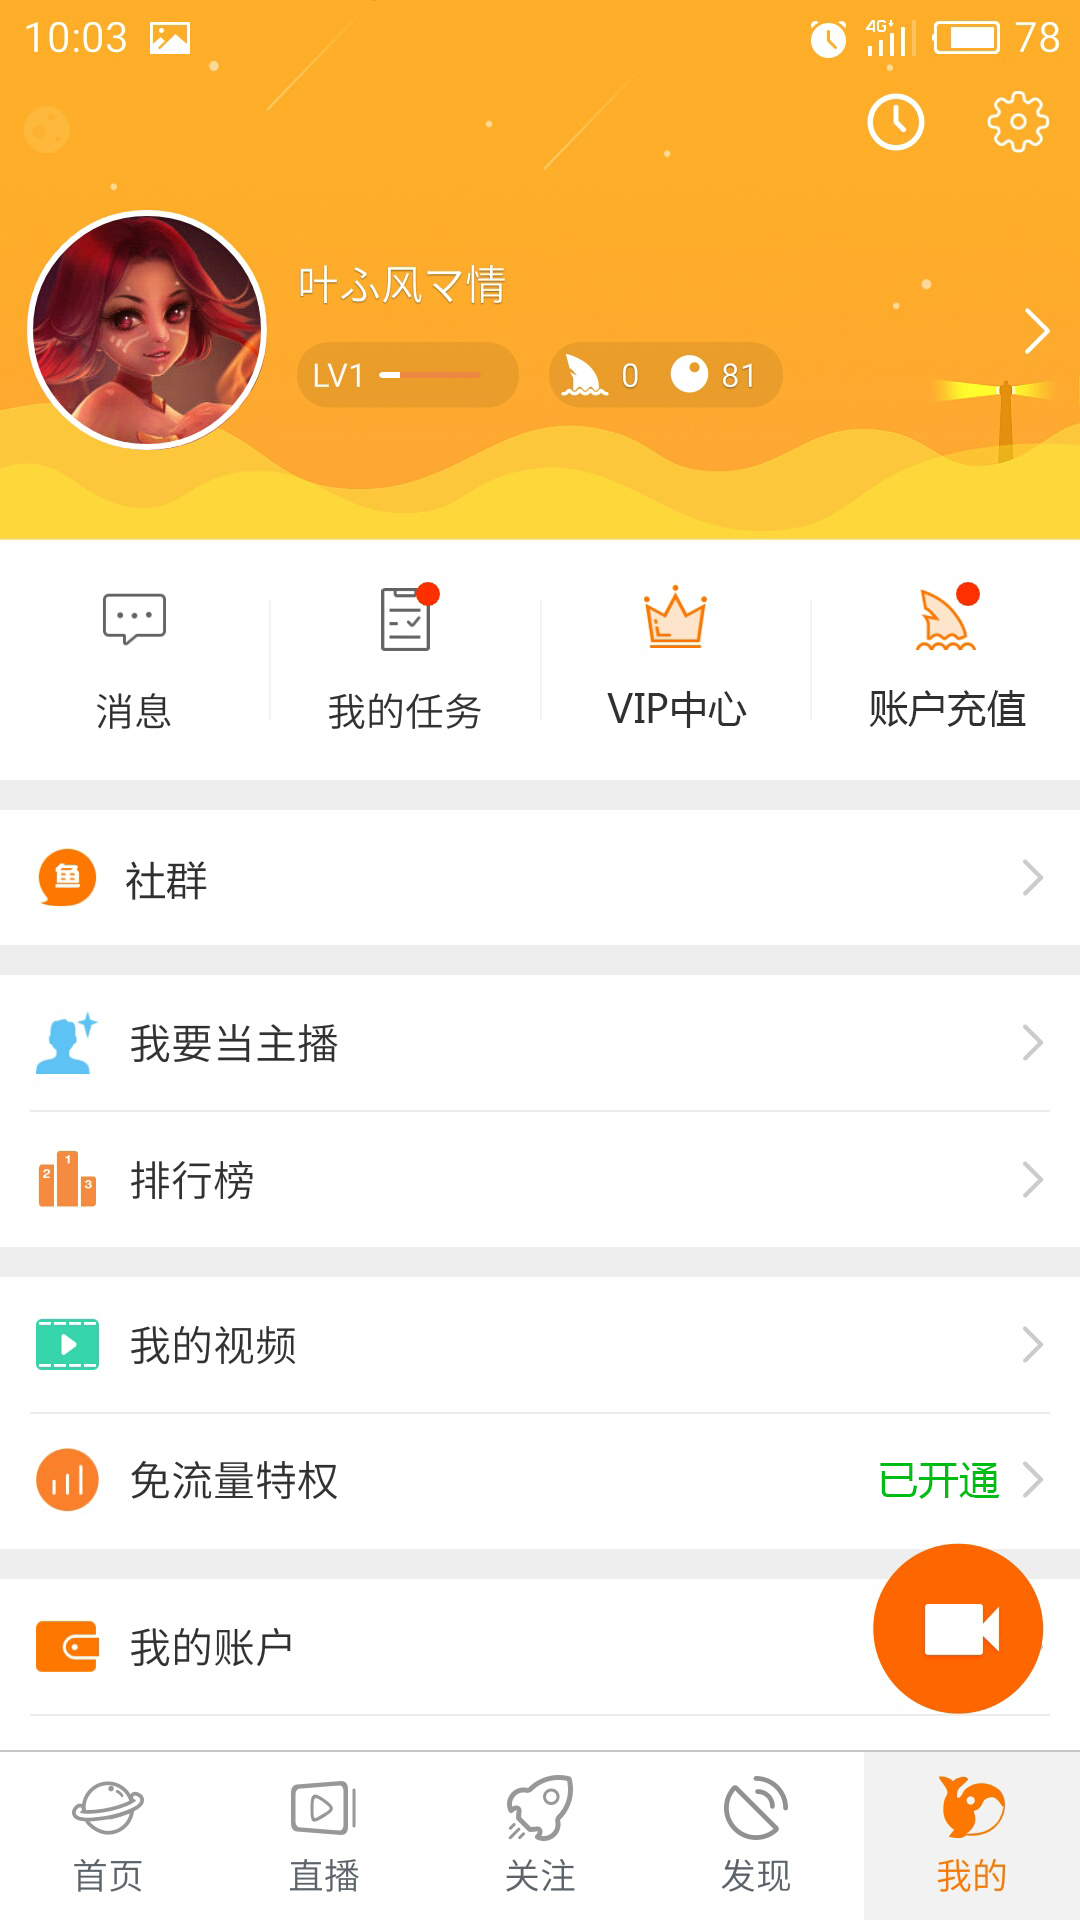 10:03 4G+ 78
叶ふ风マ情
LV1 0 81
消息 我的任务 VIP中心 账户充值
鱼 社群
我要当主播
1 2 3 排行榜
我的视频
免流量特权 已开通
我的账户
首页 直播 关注 发现 我的